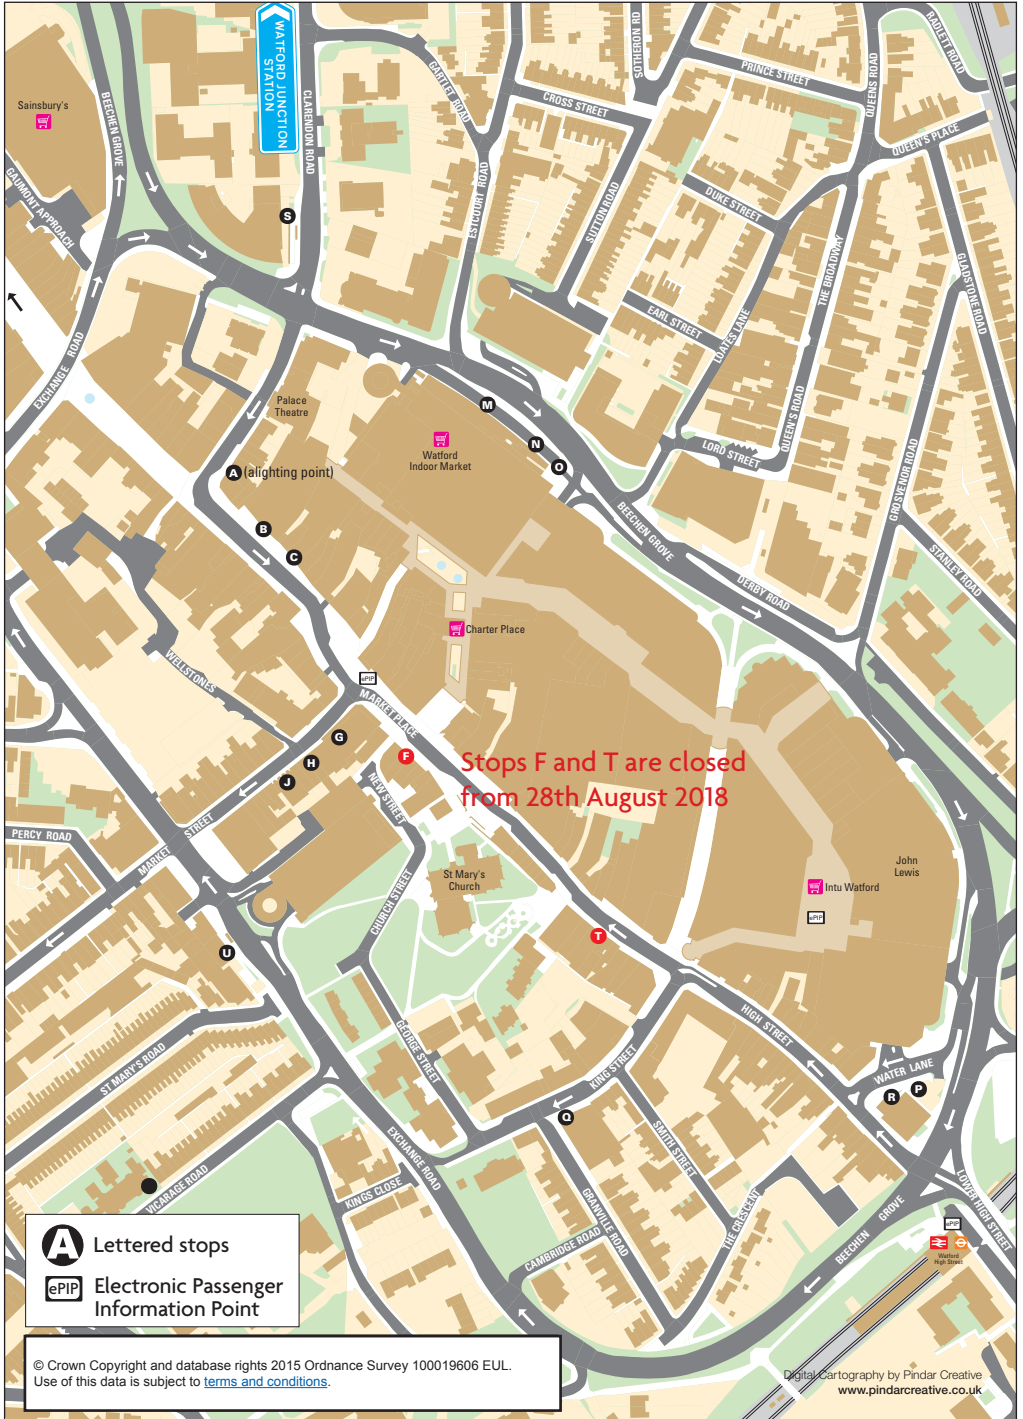 WATFORD JUNCTION
STATION
SOTHERON RD
RADLETT ROAD
Sainsbury's
BEECHEN GROVE
CLARENDON ROAD
GARTLET ROAD
PRINCE STREET
QUEENS ROAD
CROSS STREET
QUEEN'S PLACE
GAUMONT APPROACH
ESTCOURT ROAD
SUTTON ROAD
DUKE STREET
S
THE BROADWAY
GLADSTONE ROAD
EARL STREET
LOATES LANE
EXCHANGE ROAD
Palace
Theatre
M
QUEEN'S ROAD
Watford
Indoor Market
N
O
LORD STREET
A (alighting point)
GROSVENOR ROAD
B
C
BEECHEN GROVE
STANLEY ROAD
DERBY ROAD
Charter Place
WELLSTONES
ePIP
MARKET PLACE
G
F
H
J
Stops F and T are closed
from 28th August 2018
NEW STREET
PERCY ROAD
MARKET STREET
St Mary's
Church
John
Lewis
Intu Watford
ePIP
CHURCH STREET
T
U
HIGH STREET
GEORGE STREET
ST MARY'S ROAD
KING STREET
WATER LANE
R
P
Q
EXCHANGE ROAD
SMITH STREET
VICARAGE ROAD
KINGS CLOSE
GRANVILLE ROAD
THE CRESCENT
BEECHEN GROVE
LOWER HIGH STREET
CAMBRIDGE ROAD
ePIP
Watford
High Street
A Lettered stops
ePIP Electronic Passenger
Information Point
© Crown Copyright and database rights 2015 Ordnance Survey 100019606 EUL.
Use of this data is subject to terms and conditions.
Digital Cartography by Pindar Creative
www.pindarcreative.co.uk